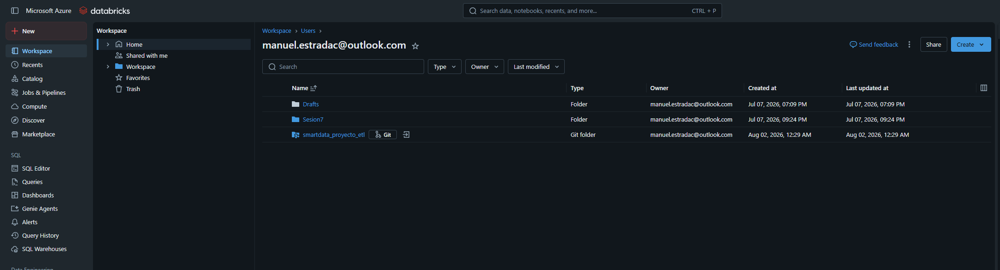 Microsoft Azure databricks
Search data, notebooks, recents, and more... CTRL + P
New
Workspace
Recents
Catalog
Jobs & Pipelines
Compute
Discover
Marketplace
SQL
SQL Editor
Queries
Dashboards
Genie Agents
Alerts
Query History
SQL Warehouses
Data Engineering
Workspace
Home
Shared with me
Workspace
Favorites
Trash
Workspace > Users >
manuel.estradac@outlook.com
Send feedback
Share
Create
Search
Type
Owner
Last modified
Name Type Owner Created at Last updated at
Drafts Folder manuel.estradac@outlook.com Jul 07, 2026, 07:09 PM Jul 07, 2026, 07:09 PM
Sesion7 Folder manuel.estradac@outlook.com Jul 07, 2026, 09:24 PM Jul 07, 2026, 09:24 PM
smartdata_proyecto_etl Git Git folder manuel.estradac@outlook.com Aug 02, 2026, 12:29 AM Aug 02, 2026, 12:29 AM